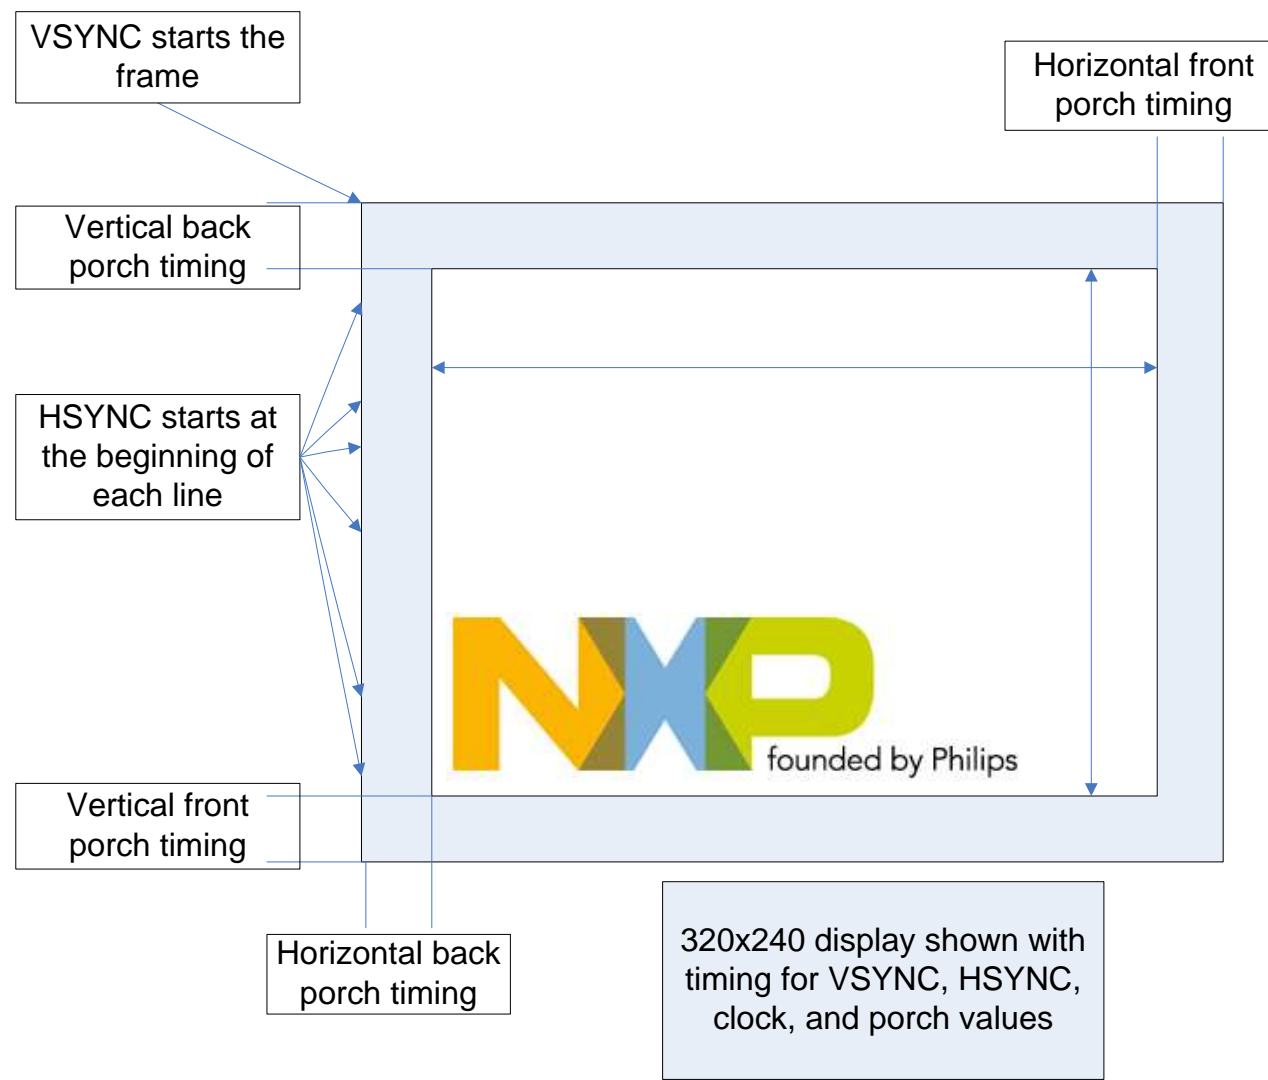 VSYNC starts the
frame
Horizontal front
porch timing
Vertical back
porch timing
HSYNC starts at
the beginning of
each line
NXP
founded by Philips
Vertical front
porch timing
Horizontal back
porch timing
320x240 display shown with
timing for VSYNC, HSYNC,
clock, and porch values